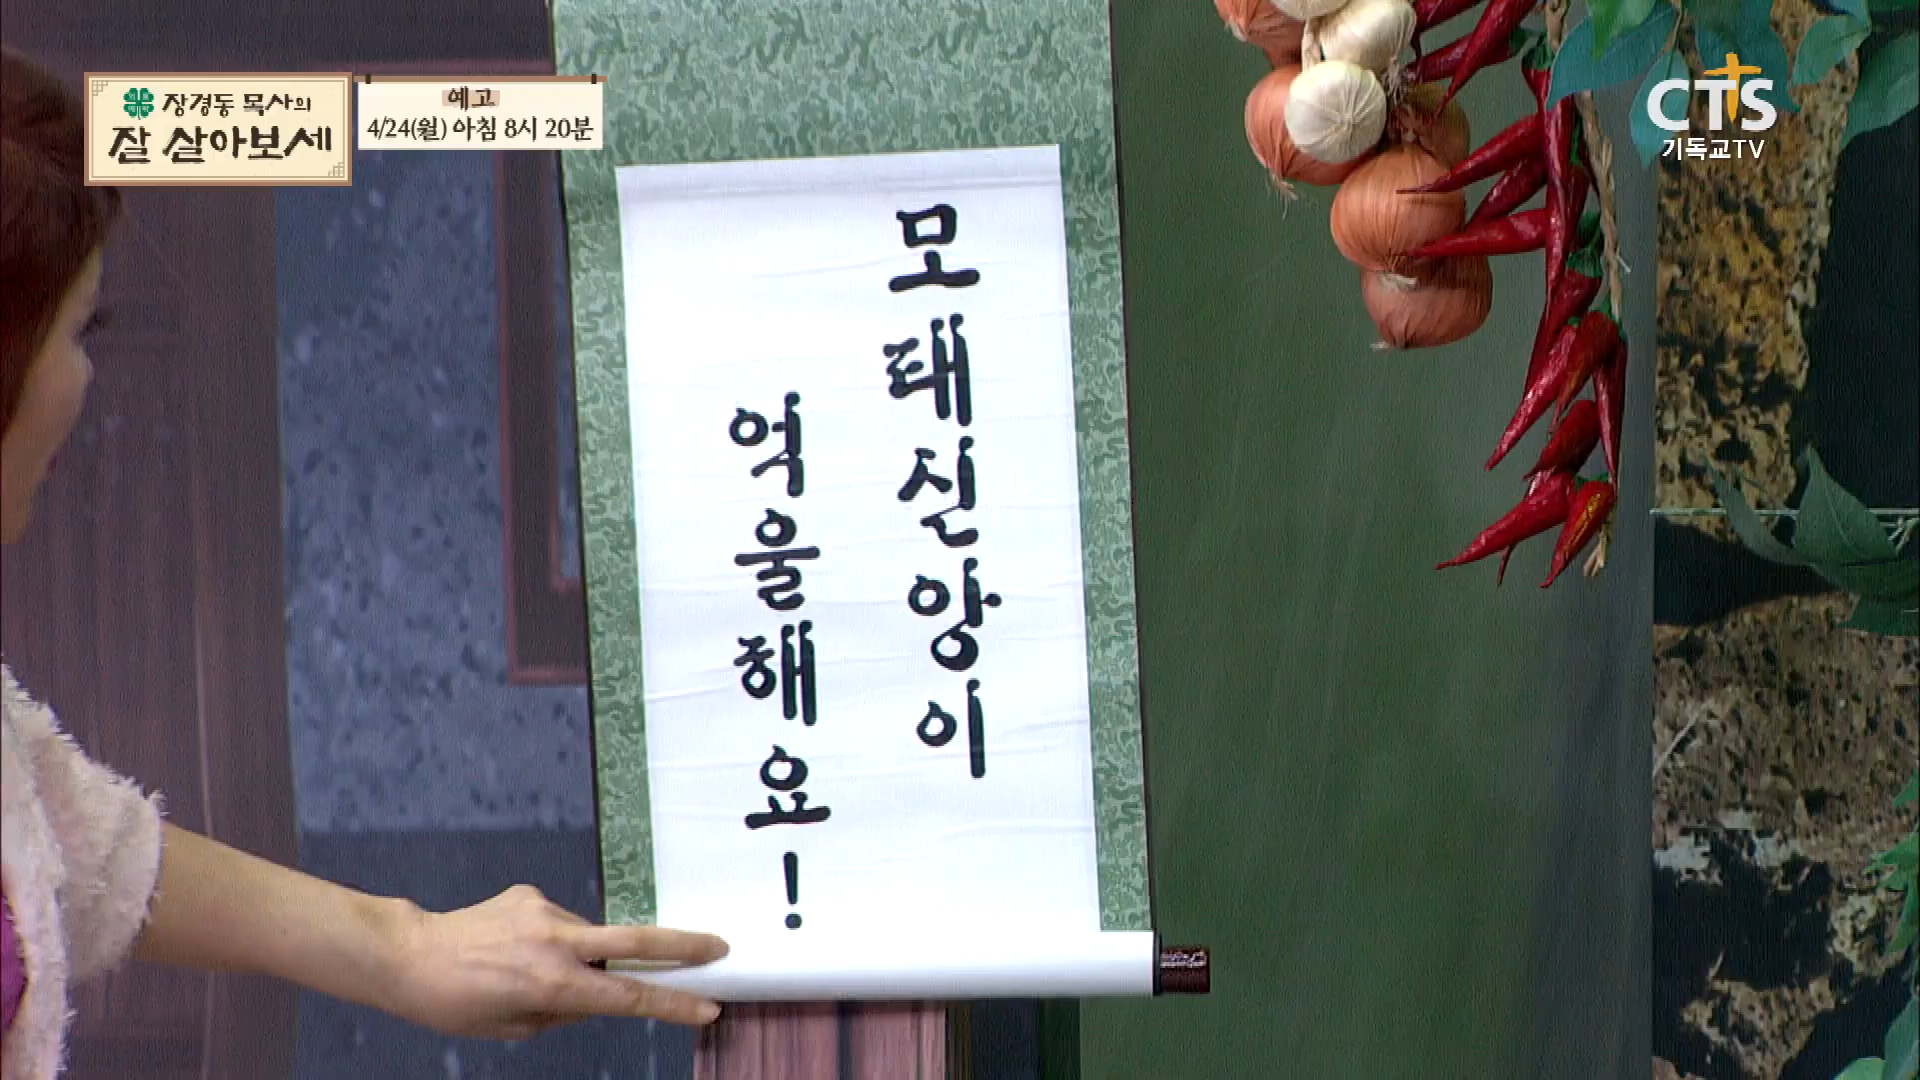 장경동 목사의
잘 살아보세
예고
4/24(월) 아침 8시 20분
CTS
기독교TV
모태신앙이
억울해요!